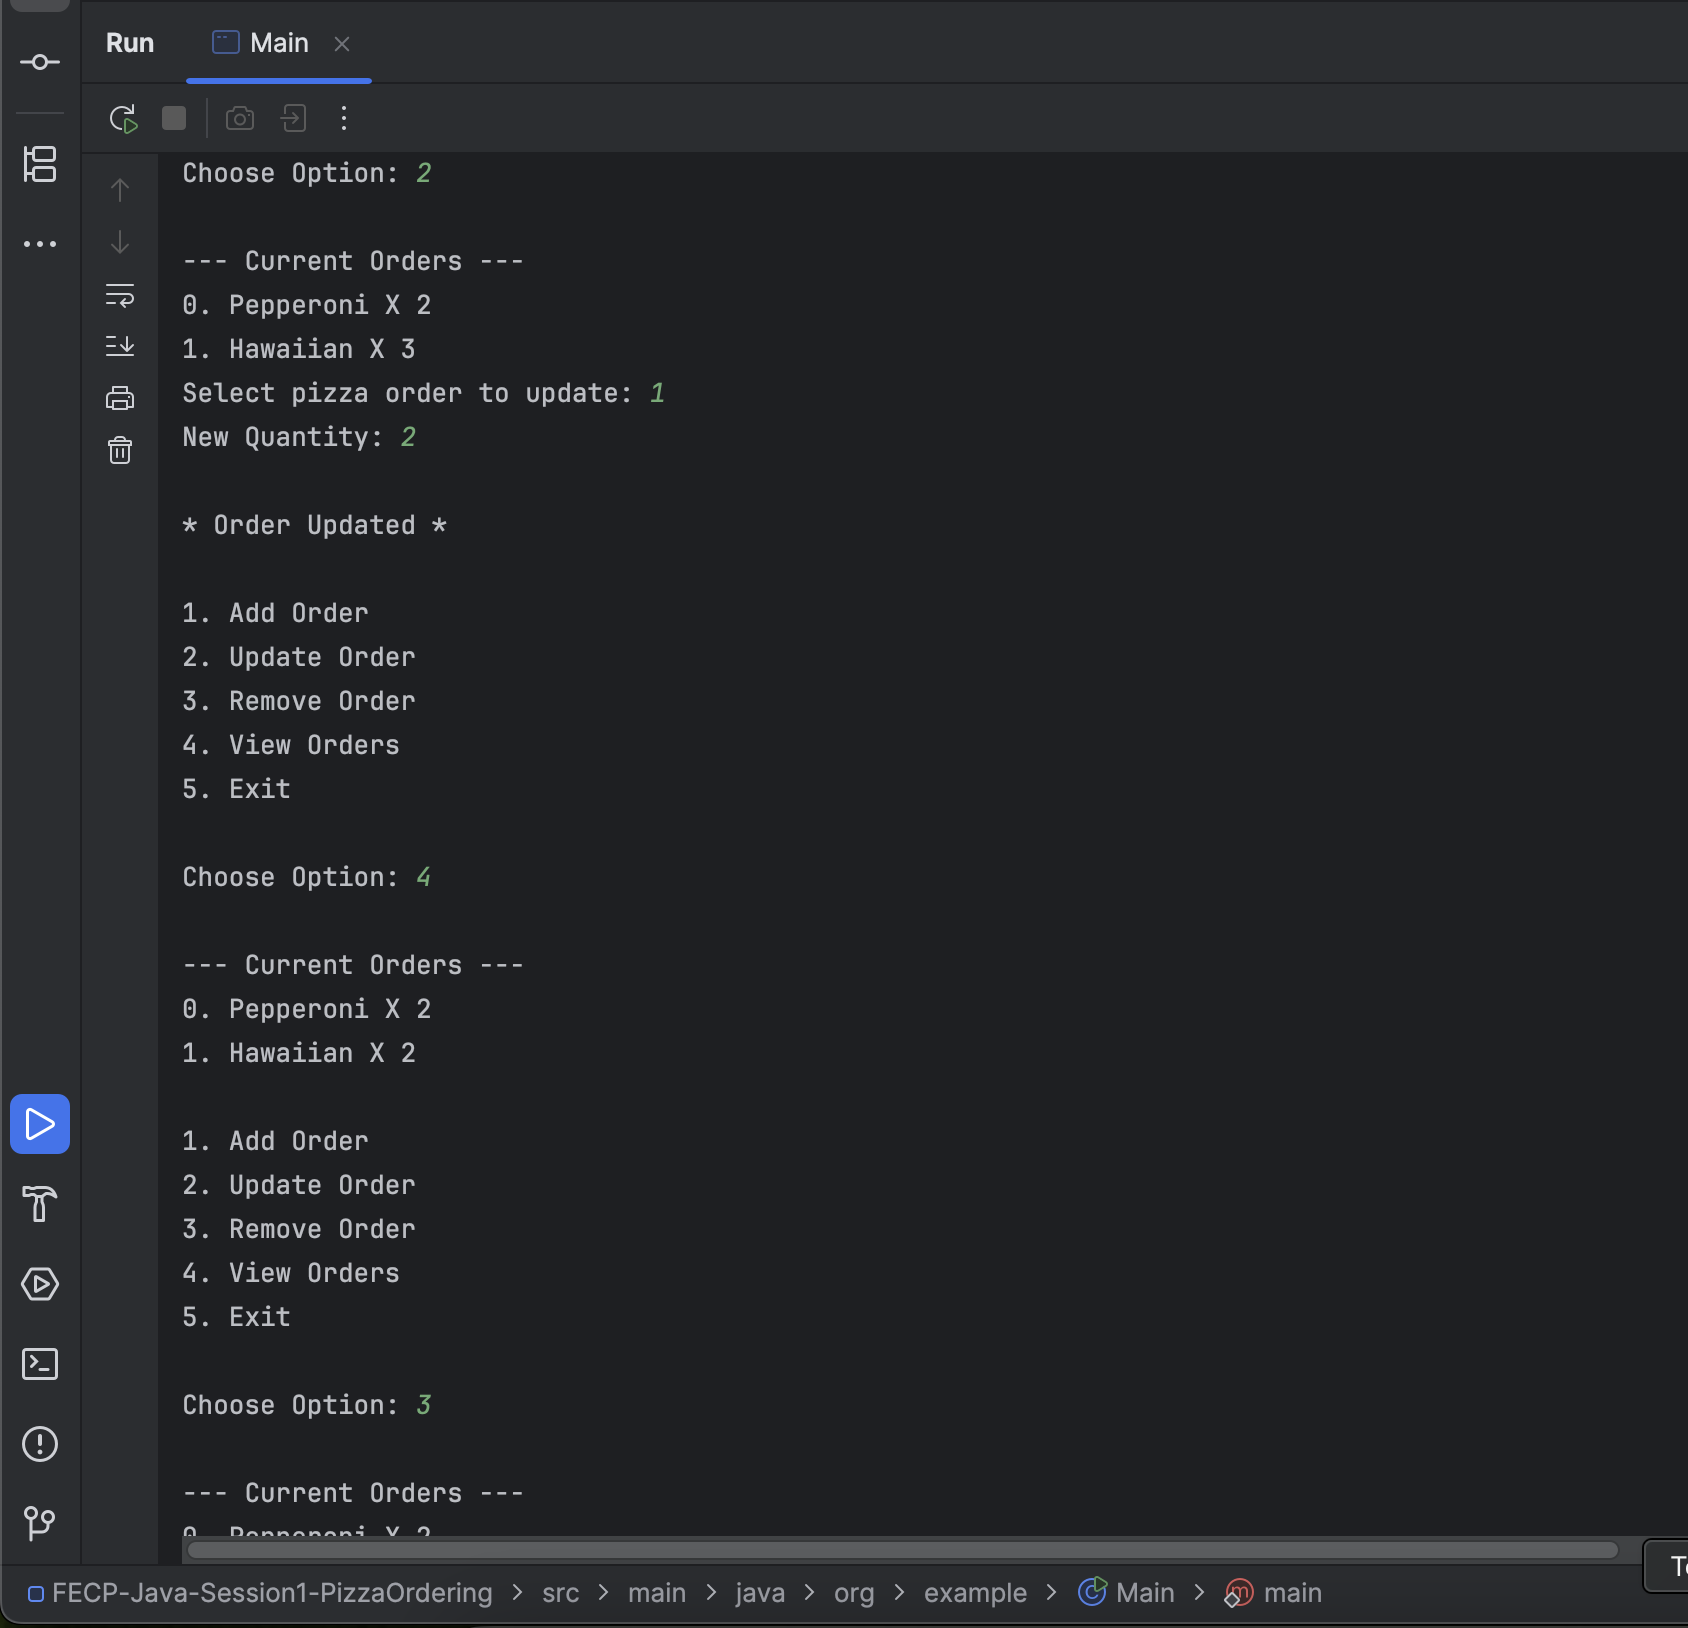 Run Main
Choose Option: 2
--- Current Orders ---
0. Pepperoni X 2
1. Hawaiian X 3
Select pizza order to update: 1
New Quantity: 2
* Order Updated *
1. Add Order
2. Update Order
3. Remove Order
4. View Orders
5. Exit
Choose Option: 4
--- Current Orders ---
0. Pepperoni X 2
1. Hawaiian X 2
1. Add Order
2. Update Order
3. Remove Order
4. View Orders
5. Exit
Choose Option: 3
--- Current Orders ---
0. Pepperoni X 2
FECP-Java-Session1-PizzaOrdering > src > main > java > org > example > Main > main